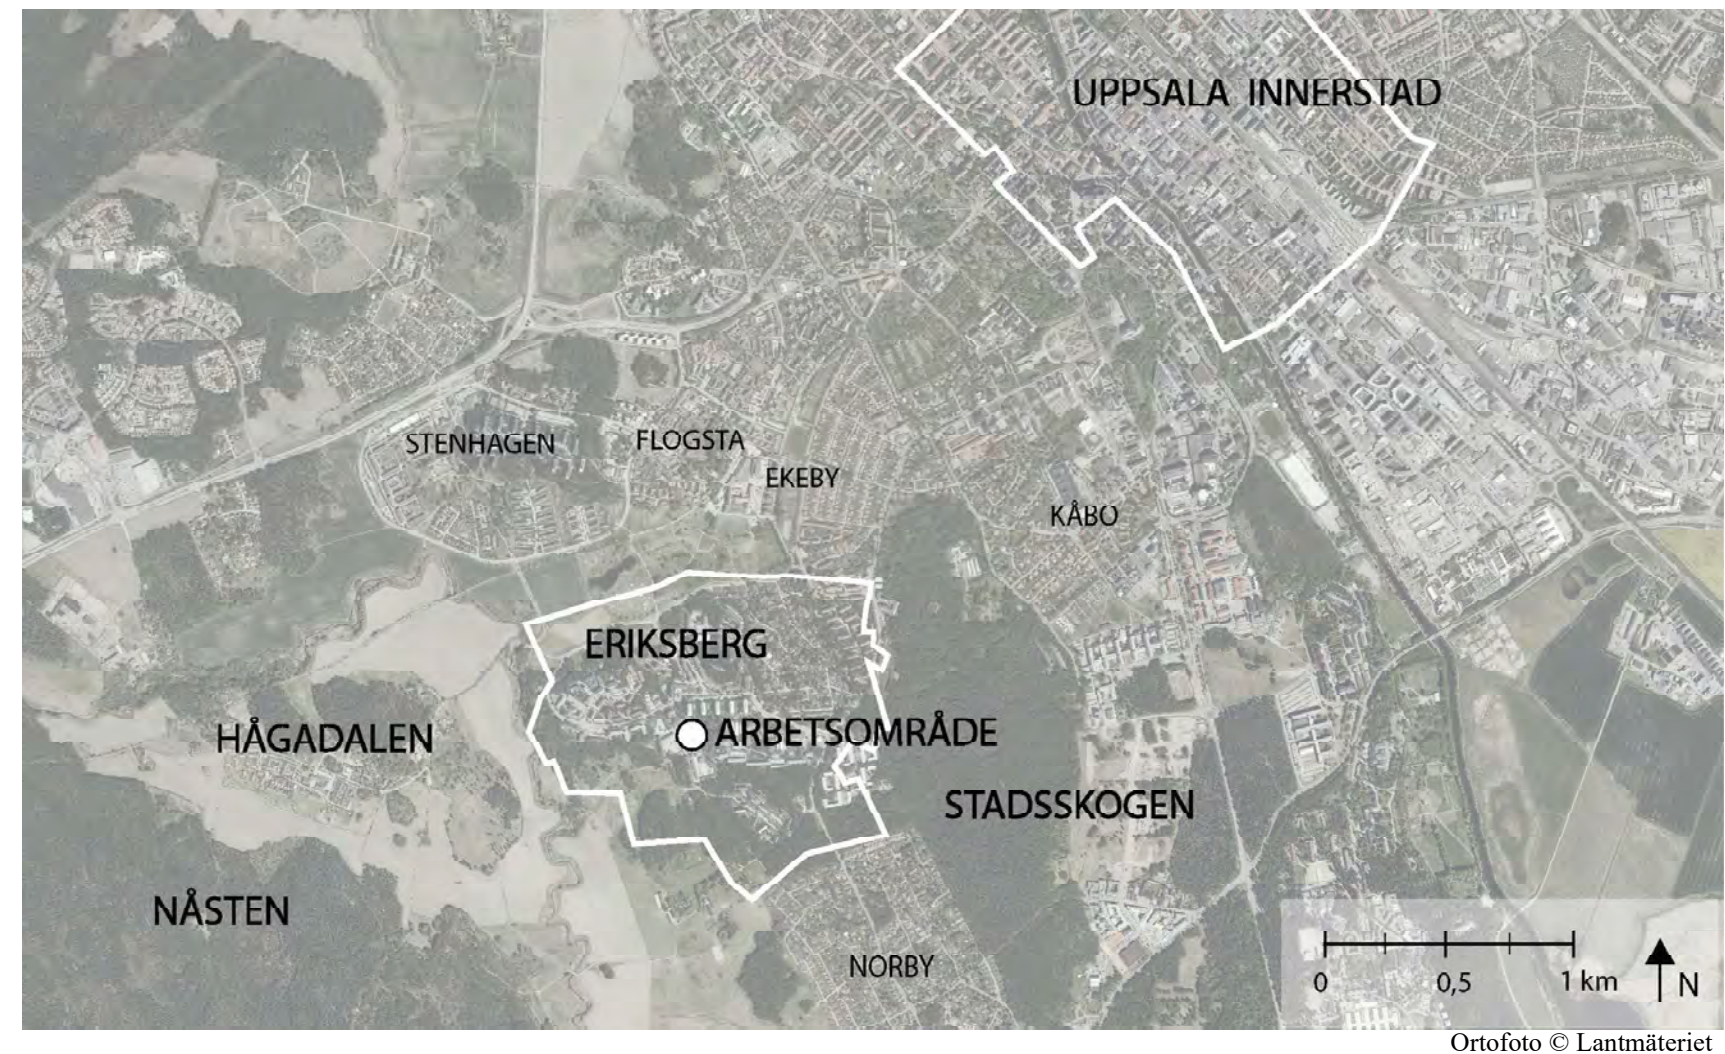 UPPSALA INNERSTAD
STENHAGEN
FLOGSTA
EKEBY
KÅBO
ERIKSBERG
HÅGADALEN
ARBETSOMRÅDE
STADSSKOGEN
NÅSTEN
NORBY
0
0,5
1 km
N
Ortofoto © Lantmäteriet